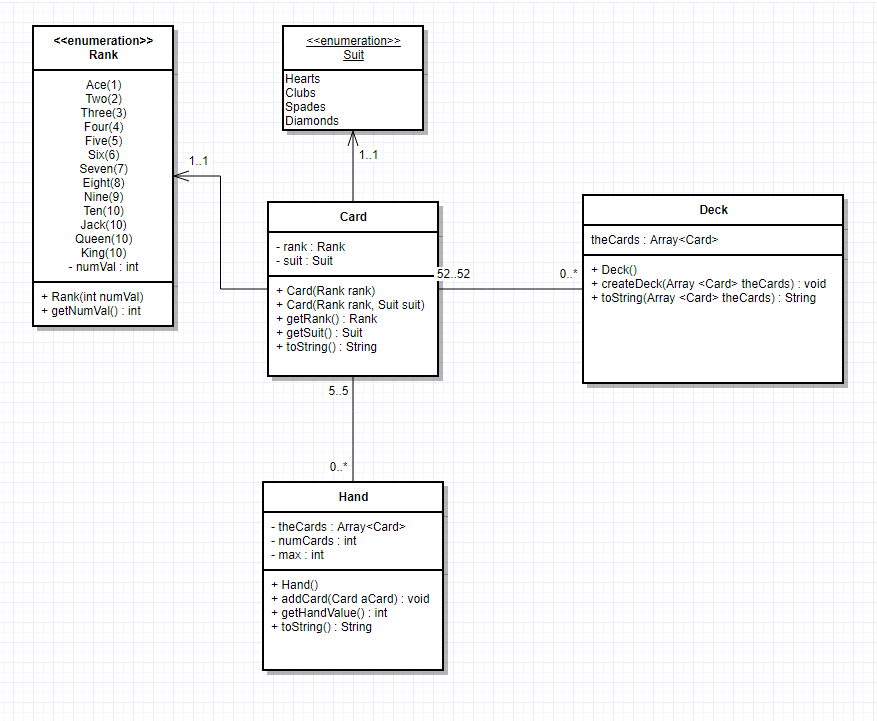 <<enumeration>>
Rank
Ace(1)
Two(2)
Three(3)
Four(4)
Five(5)
Six(6)
Seven(7)
Eight(8)
Nine(9)
Ten(10)
Jack(10)
Queen(10)
King(10)
- numVal : int
+ Rank(int numVal)
+ getNumVal() : int
<<enumeration>>
Suit
Hearts
Clubs
Spades
Diamonds
1..1
1..1
Card
- rank : Rank
- suit : Suit
+ Card(Rank rank)
+ Card(Rank rank, Suit suit)
+ getRank() : Rank
+ getSuit() : Suit
+ toString() : String
52..52
0..*
Deck
theCards : Array<Card>
+ Deck()
+ createDeck(Array <Card> theCards) : void
+ toString(Array <Card> theCards) : String
5..5
0..*
Hand
- theCards : Array<Card>
- numCards : int
- max : int
+ Hand()
+ addCard(Card aCard) : void
+ getHandValue() : int
+ toString() : String